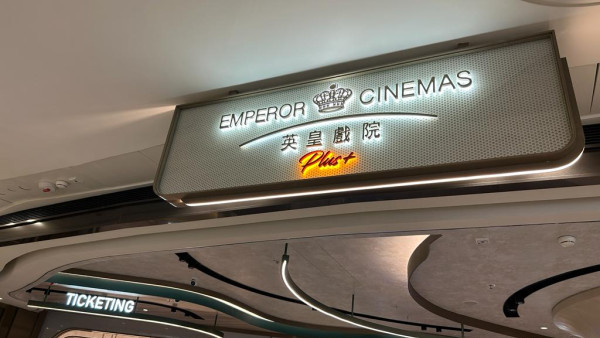 EMPEROR CINEMAS
英皇戲院
Plus+
TICKETING